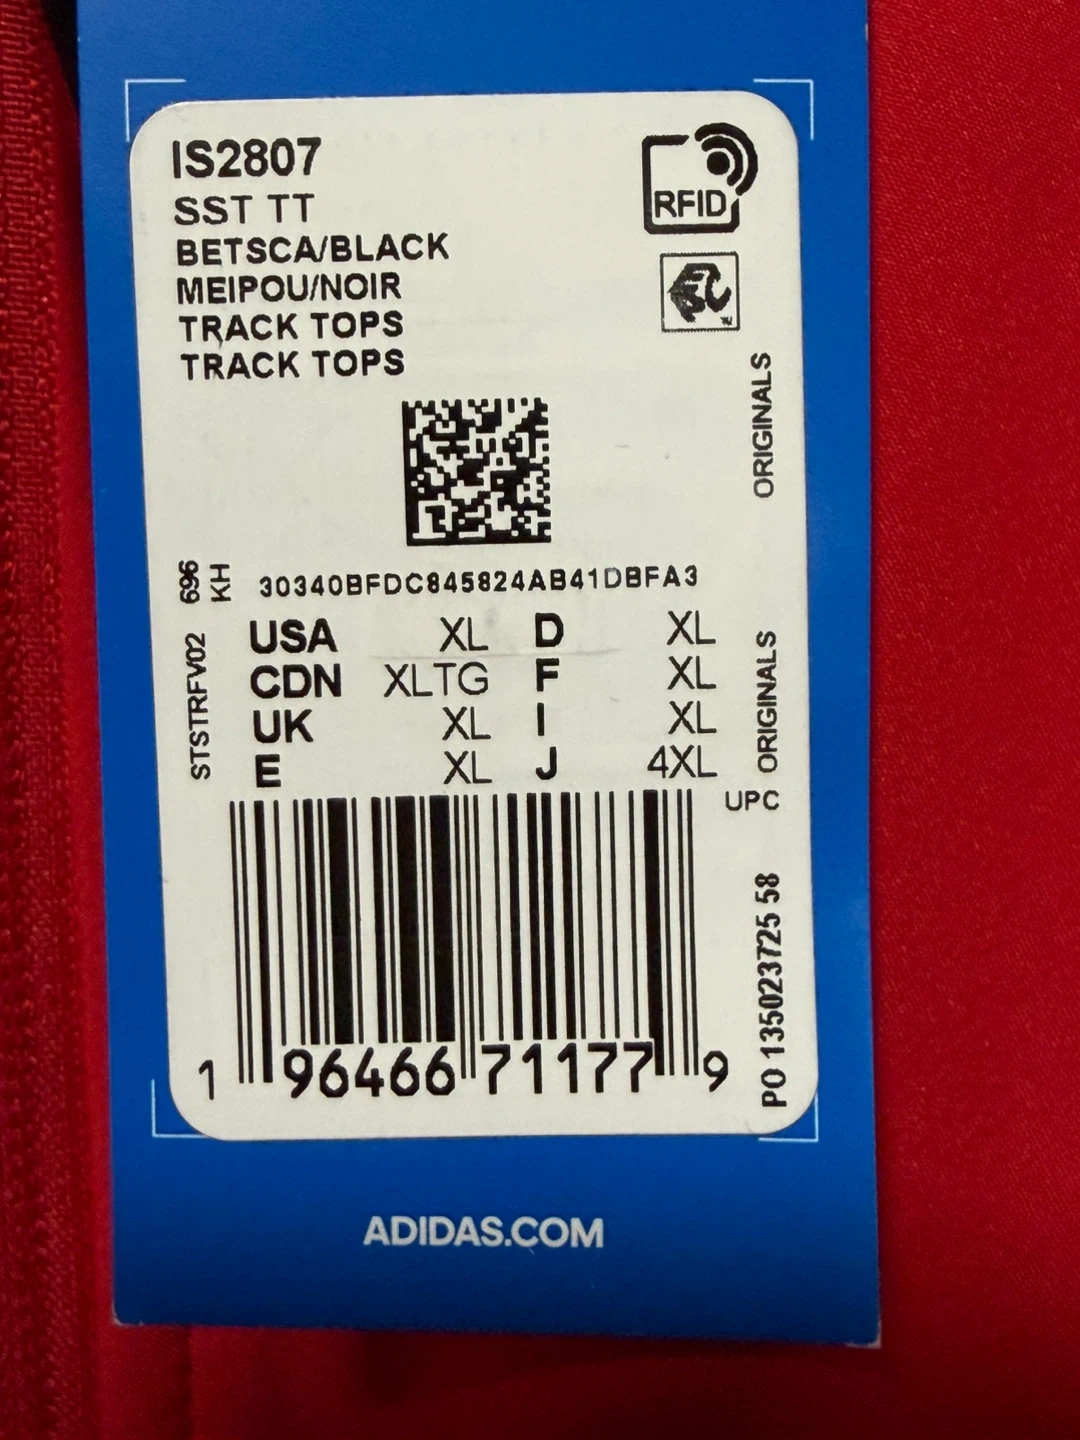 IS2807
SST TT
BETSCA/BLACK
MEIPOU/NOIR
TRACK TOPS
TRACK TOPS
RFID
ORIGINALS
696
KH
30340BFDC845824AB41DBFA3
STSTRFV02
USA XL D XL
CDN XLTG F XL
UK XL I XL
E XL J 4XL
ORIGINALS
UPC
1 96466 71177 9
PO 135023725 58
ADIDAS.COM